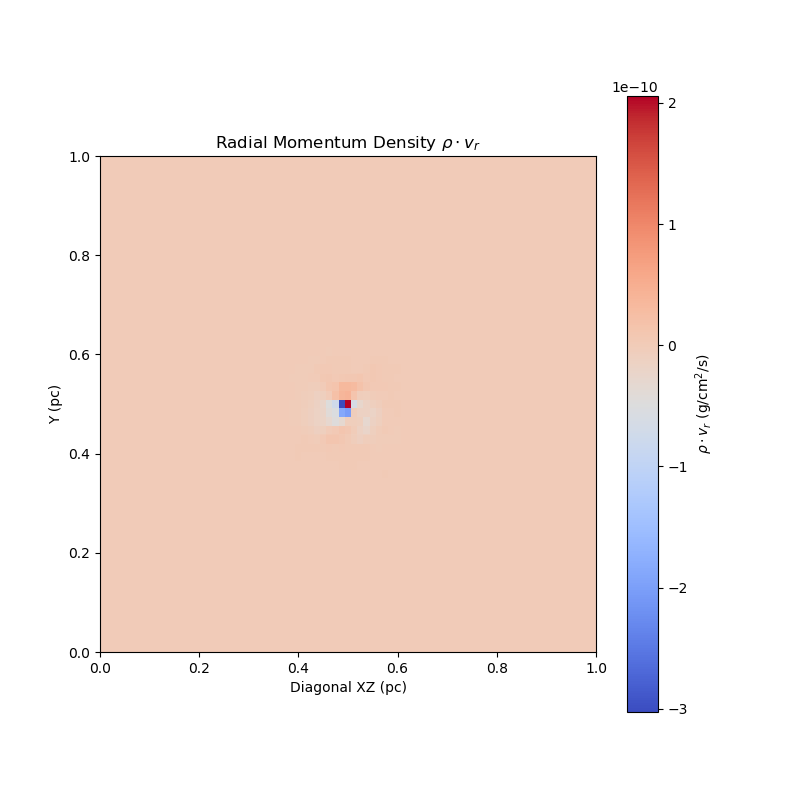 1e−10
Radial Momentum Density ρ · v_r
1.0
0.8
0.6
0.4
0.2
0.0
Y (pc)
0.0 0.2 0.4 0.6 0.8 1.0
Diagonal XZ (pc)
2
1
0
−1
−2
−3
ρ · v_r (g/cm²/s)